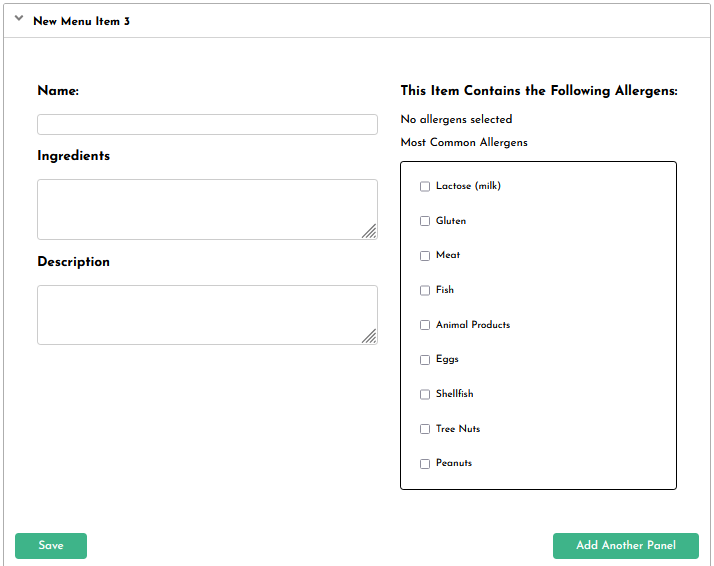 New Menu Item 3
Name:
Ingredients
Description
This Item Contains the Following Allergens:
No allergens selected
Most Common Allergens
Lactose (milk)
Gluten
Meat
Fish
Animal Products
Eggs
Shellfish
Tree Nuts
Peanuts
Save
Add Another Panel